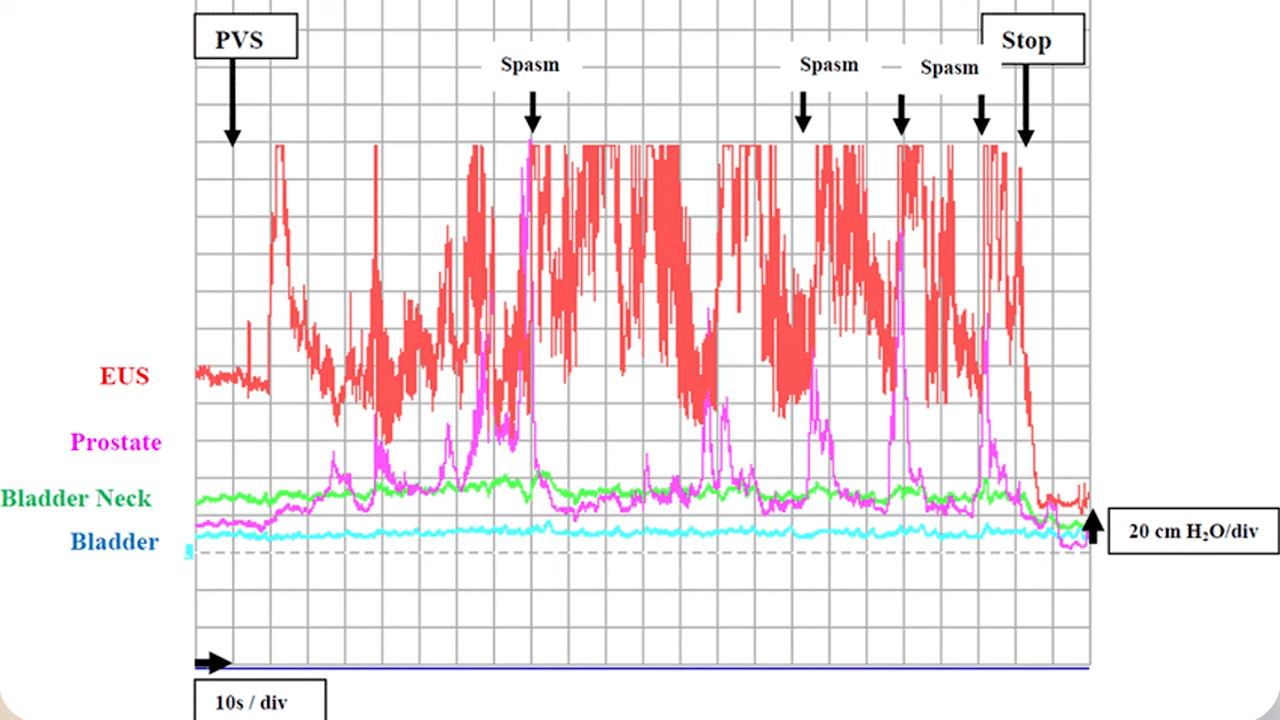 PVS
Stop
Spasm
Spasm
Spasm
EUS
Prostate
Bladder Neck
Bladder
20 cm H₂O/div
10s / div